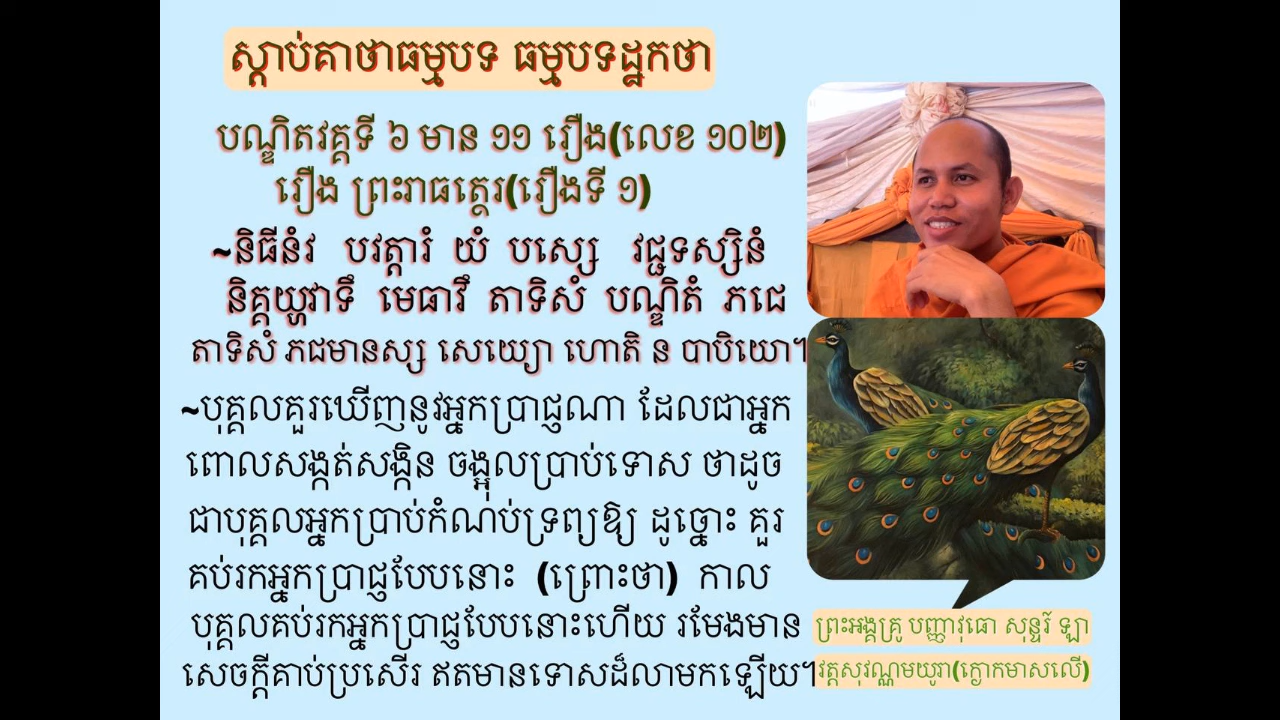 ស្តាប់គាថាធម្មបទ ធម្មបទដ្ឋកថា
បណ្ឌិតវគ្គទី ៦ មាន ១១ រឿង(លេខ ១០២)
រឿង ព្រះរាធត្ថេរ(រឿងទី ១)
~និធីនំវ បវត្តារំ យំ បស្សេ វជ្ជទស្សិនំ
និគ្គយ្ហវាទឹ មេធាវឹ តាទិសំ បណ្ឌិតំ ភជេ
តាទិសំ ភជមានស្ស សេយ្យោ ហោតិ ន បាបិយោ។
~បុគ្គលគួរឃើញនូវអ្នកប្រាជ្ញណា ដែលជាអ្នក
ពោលសង្កត់សង្កិន ចង្អុលប្រាប់ទោស ថាដូច
ជាបុគ្គលអ្នកប្រាប់កំណប់ទ្រព្យឱ្យ ដូច្នោះ គួរ
គប់រកអ្នកប្រាជ្ញបែបនោះ (ព្រោះថា) កាល
បុគ្គលគប់រកអ្នកប្រាជ្ញបែបនោះហើយ រមែងមាន
សេចក្តីគាប់ប្រសើរ ឥតមានទោសដ៏លាមកឡើយ។
ព្រះអង្គគ្រូ បញ្ញាវុធោ សុន្ទរ៍ ឡា
វត្តសុវណ្ណមយូរា(ក្ងោកមាសលើ)